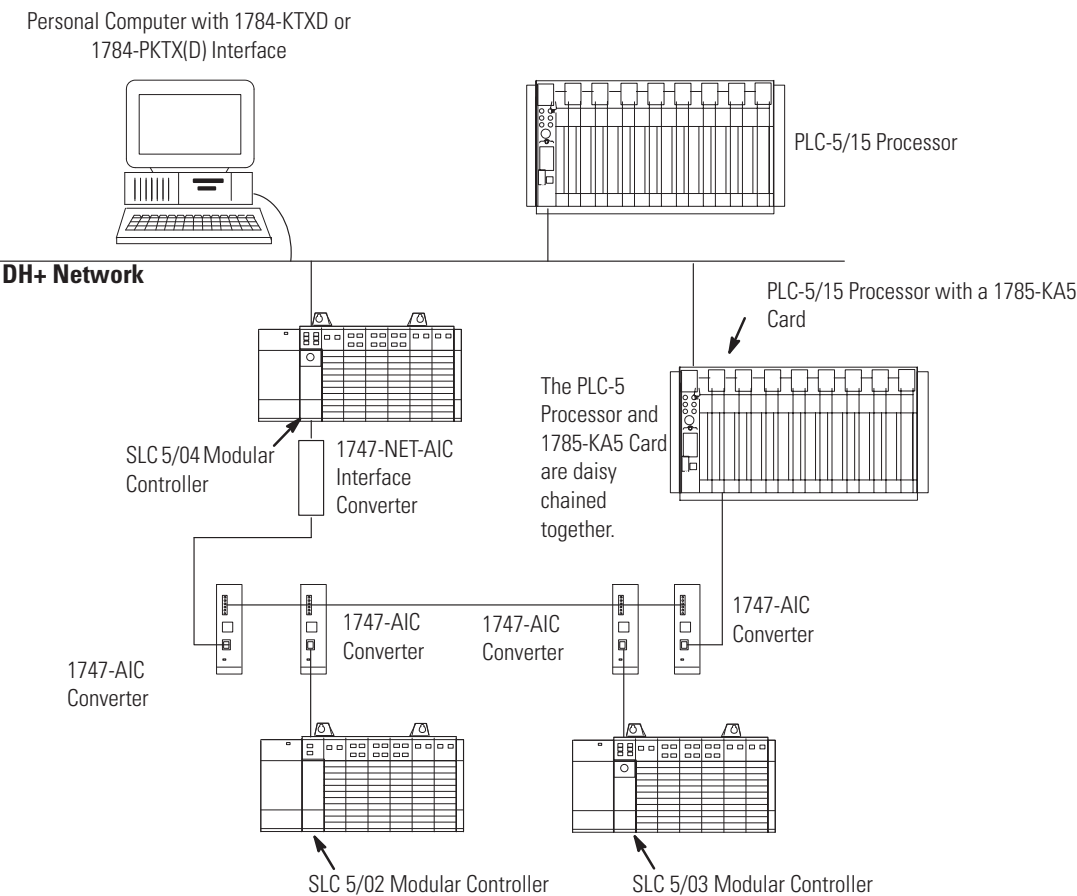 Personal Computer with 1784-KTXD or
1784-PKTX(D) Interface
PLC-5/15 Processor
DH+ Network
PLC-5/15 Processor with a 1785-KA5
Card
The PLC-5
Processor and
1785-KA5 Card
are daisy
chained
together.
SLC 5/04 Modular
Controller
1747-NET-AIC
Interface
Converter
1747-AIC
Converter
1747-AIC
Converter
1747-AIC
Converter
1747-AIC
Converter
SLC 5/02 Modular Controller
SLC 5/03 Modular Controller